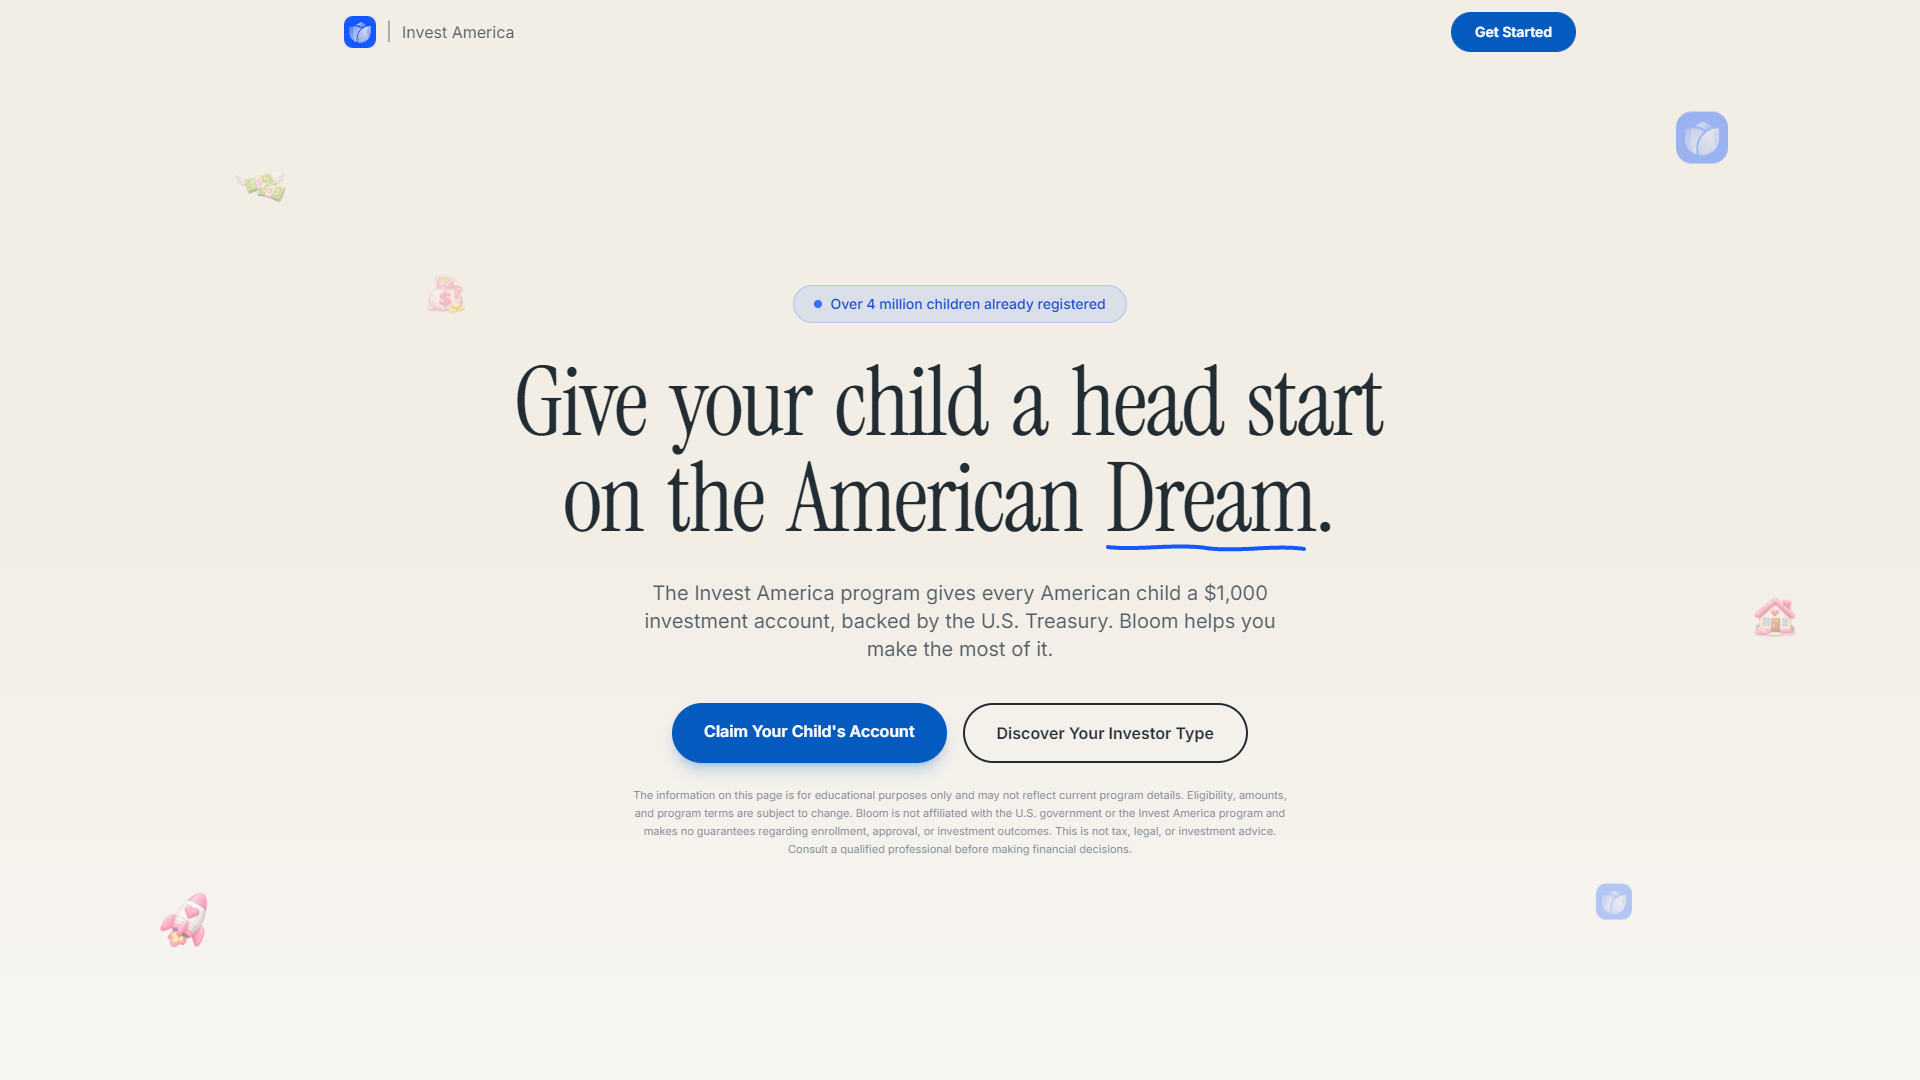 Invest America
Get Started
Over 4 million children already registered
Give your child a head start
on the American Dream.
The Invest America program gives every American child a $1,000
investment account, backed by the U.S. Treasury. Bloom helps you
make the most of it.
Claim Your Child's Account
Discover Your Investor Type
The information on this page is for educational purposes only and may not reflect current program details. Eligibility, amounts,
and program terms are subject to change. Bloom is not affiliated with the U.S. government or the Invest America program and
makes no guarantees regarding enrollment, approval, or investment outcomes. This is not tax, legal, or investment advice.
Consult a qualified professional before making financial decisions.